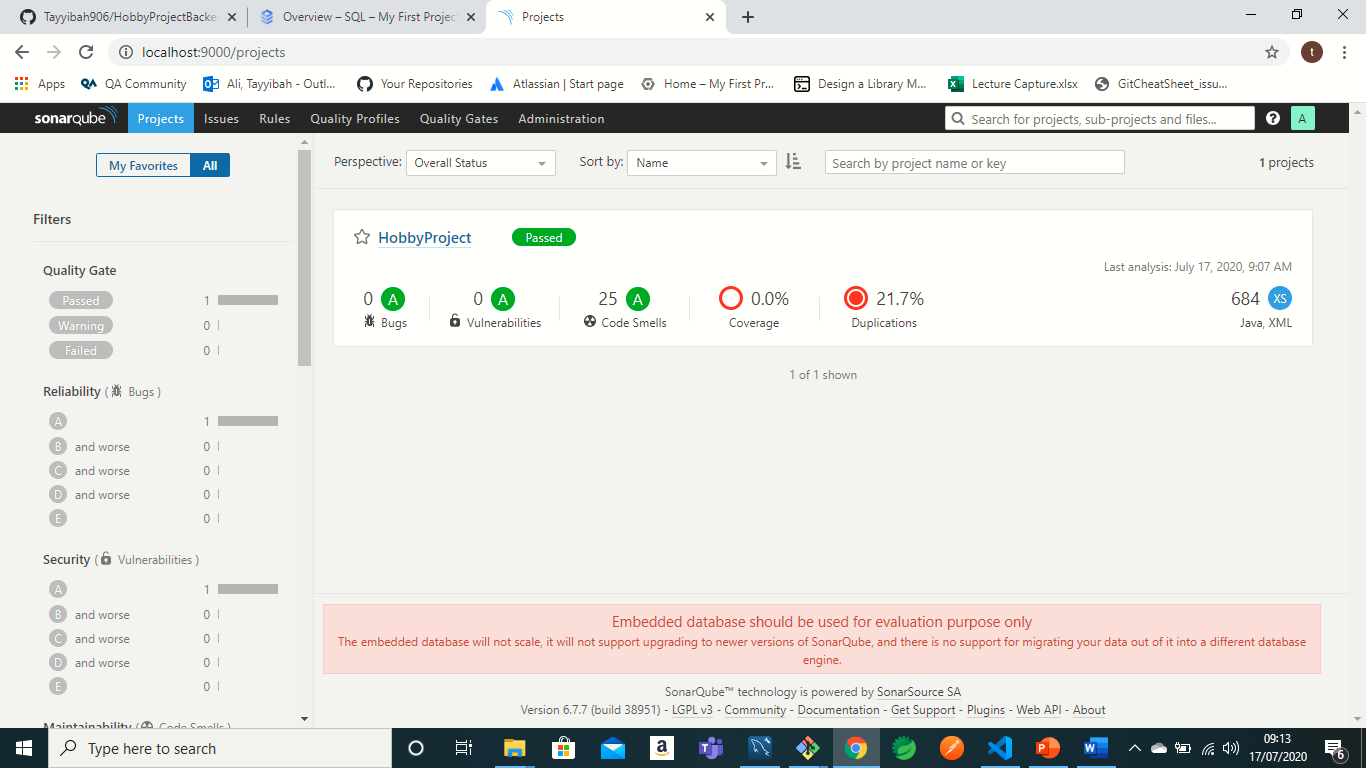 Tayyibah906/HobbyProjectBacke
Overview – SQL – My First Projec
Projects
localhost:9000/projects
t
Apps
QA Community
Ali, Tayyibah - Outl...
Your Repositories
Atlassian | Start page
Home – My First Pr...
Design a Library M...
Lecture Capture.xlsx
GitCheatSheet_issu...
sonarqube Projects Issues Rules Quality Profiles Quality Gates Administration
Search for projects, sub-projects and files...
? A
My Favorites All
Perspective: Overall Status
Sort by: Name
Search by project name or key
1 projects
Filters
Quality Gate
Passed 1
Warning 0
Failed 0
Reliability ( Bugs )
A 1
B and worse 0
C and worse 0
D and worse 0
E 0
Security ( Vulnerabilities )
A 1
B and worse 0
C and worse 0
D and worse 0
E 0
Maintainability ( Code Smells )
HobbyProject Passed
Last analysis: July 17, 2020, 9:07 AM
0 A 0 A 25 A 0.0% 21.7% 684 XS
Bugs Vulnerabilities Code Smells Coverage Duplications Java, XML
1 of 1 shown
Embedded database should be used for evaluation purpose only
The embedded database will not scale, it will not support upgrading to newer versions of SonarQube, and there is no support for migrating your data out of it into a different database
engine.
SonarQube™ technology is powered by SonarSource SA
Version 6.7.7 (build 38951) - LGPL v3 - Community - Documentation - Get Support - Plugins - Web API - About
Type here to search
09:13
17/07/2020
6